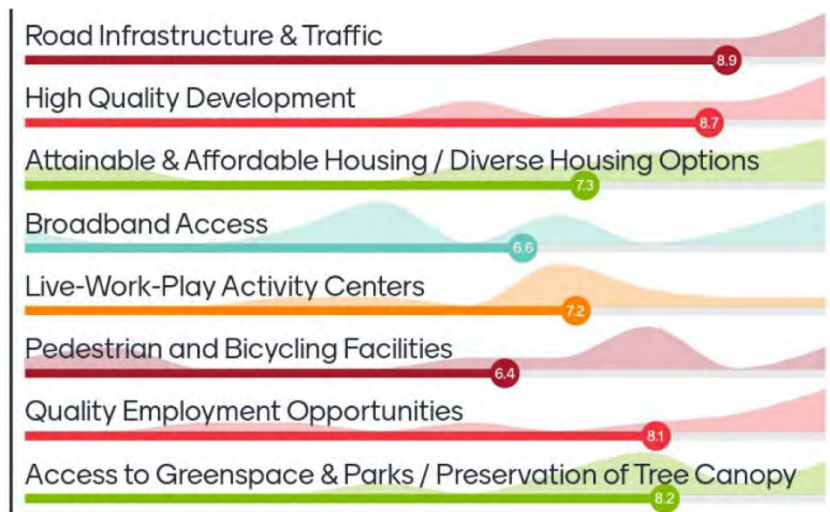 Road Infrastructure & Traffic
8.9
High Quality Development
8.7
Attainable & Affordable Housing / Diverse Housing Options
7.3
Broadband Access
6.6
Live-Work-Play Activity Centers
7.2
Pedestrian and Bicycling Facilities
6.4
Quality Employment Opportunities
8.1
Access to Greenspace & Parks / Preservation of Tree Canopy
8.2